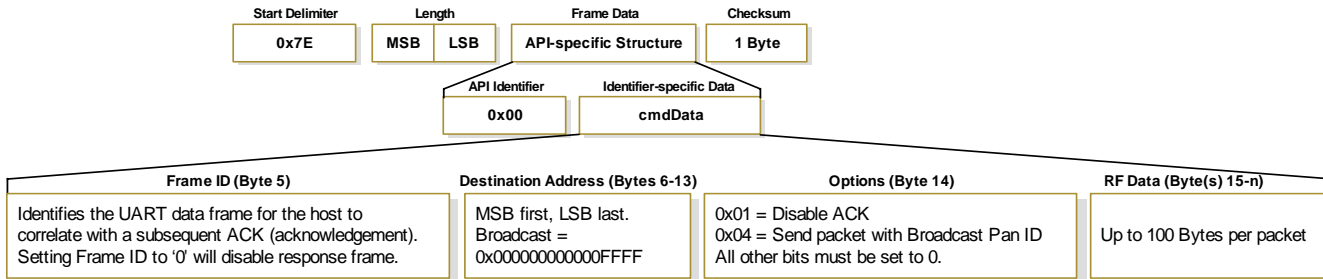 Start Delimiter
Length
Frame Data
Checksum
0x7E
MSB
LSB
API-specific Structure
1 Byte
API Identifier
Identifier-specific Data
0x00
cmdData
Frame ID (Byte 5)
Identifies the UART data frame for the host to
correlate with a subsequent ACK (acknowledgement).
Setting Frame ID to ‘0' will disable response frame.
Destination Address (Bytes 6-13)
MSB first, LSB last.
Broadcast =
0x000000000000FFFF
Options (Byte 14)
0x01 = Disable ACK
0x04 = Send packet with Broadcast Pan ID
All other bits must be set to 0.
RF Data (Byte(s) 15-n)
Up to 100 Bytes per packet